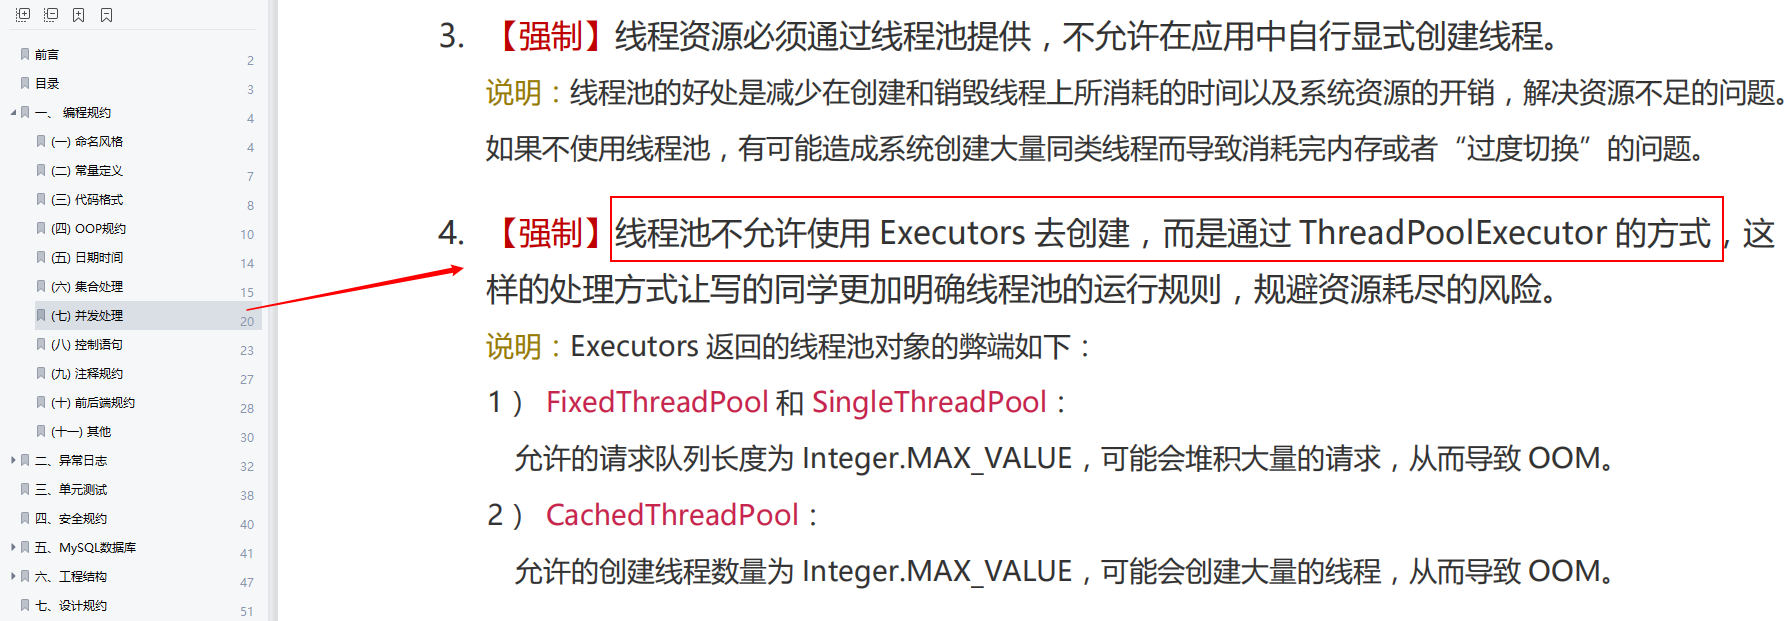 前言 2
目录 3
一、 编程规约 4
(一) 命名风格 4
(二) 常量定义 7
(三) 代码格式 8
(四) OOP规约 10
(五) 日期时间 14
(六) 集合处理 15
(七) 并发处理 20
(八) 控制语句 23
(九) 注释规约 27
(十) 前后端规约 28
(十一) 其他 30
二、异常日志 32
三、单元测试 38
四、安全规约 40
五、MySQL数据库 41
六、工程结构 47
七、设计规约 51
3. 【强制】线程资源必须通过线程池提供，不允许在应用中自行显式创建线程。
说明：线程池的好处是减少在创建和销毁线程上所消耗的时间以及系统资源的开销，解决资源不足的问题。
如果不使用线程池，有可能造成系统创建大量同类线程而导致消耗完内存或者“过度切换”的问题。
4. 【强制】线程池不允许使用 Executors 去创建，而是通过 ThreadPoolExecutor 的方式，这
样的处理方式让写的同学更加明确线程池的运行规则，规避资源耗尽的风险。
说明：Executors 返回的线程池对象的弊端如下：
1） FixedThreadPool 和 SingleThreadPool：
允许的请求队列长度为 Integer.MAX_VALUE，可能会堆积大量的请求，从而导致 OOM。
2） CachedThreadPool：
允许的创建线程数量为 Integer.MAX_VALUE，可能会创建大量的线程，从而导致 OOM。